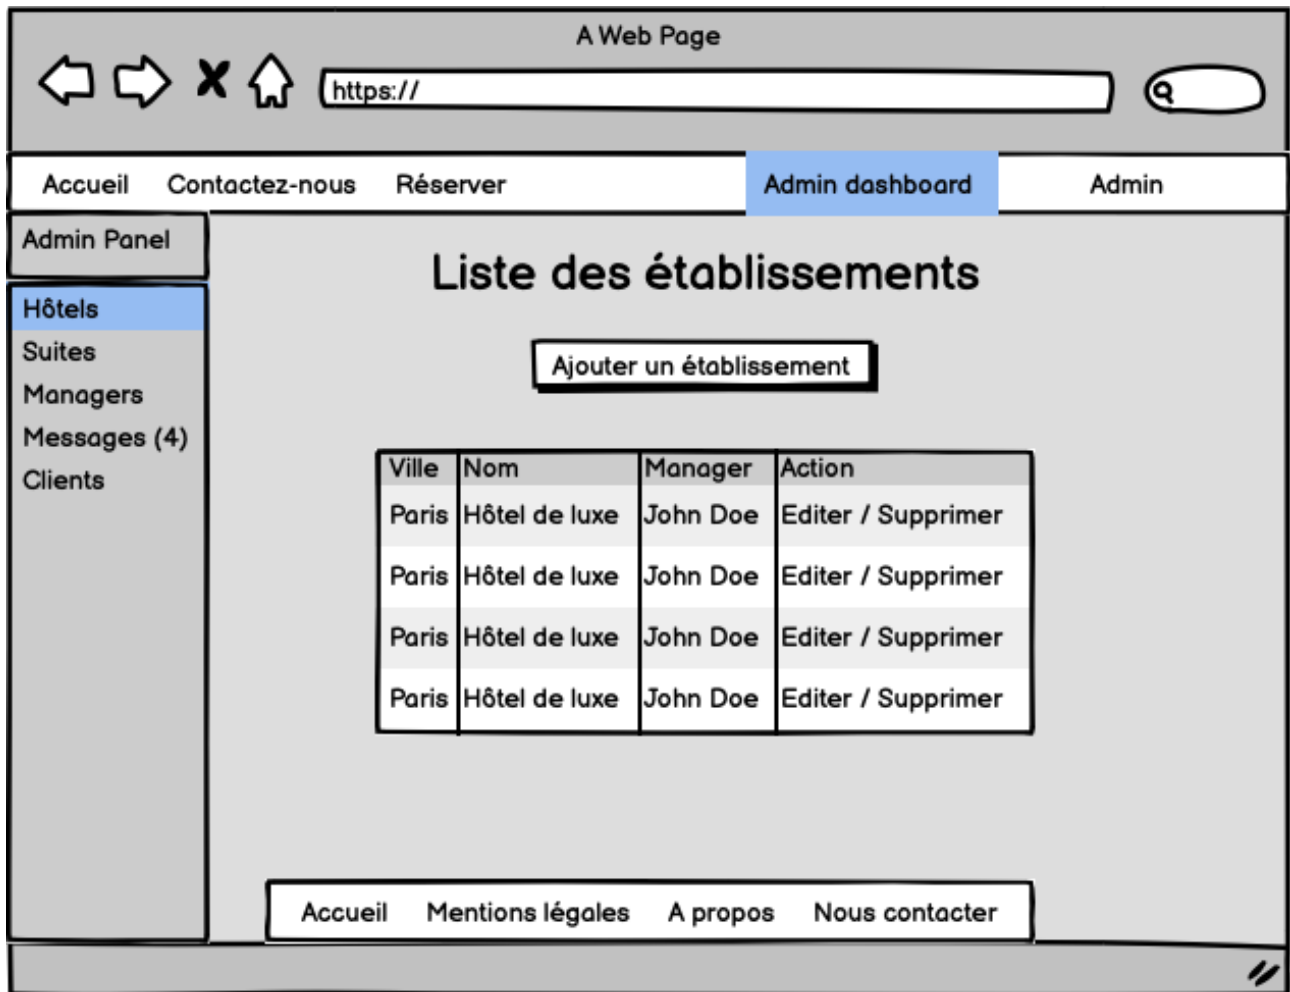 A Web Page
https://
Accueil Contactez-nous Réserver Admin dashboard Admin
Admin Panel
Liste des établissements
Hôtels
Suites
Managers
Messages (4)
Clients
Ajouter un établissement
Ville Nom Manager Action
Paris Hôtel de luxe John Doe Editer / Supprimer
Paris Hôtel de luxe John Doe Editer / Supprimer
Paris Hôtel de luxe John Doe Editer / Supprimer
Paris Hôtel de luxe John Doe Editer / Supprimer
Accueil Mentions légales A propos Nous contacter